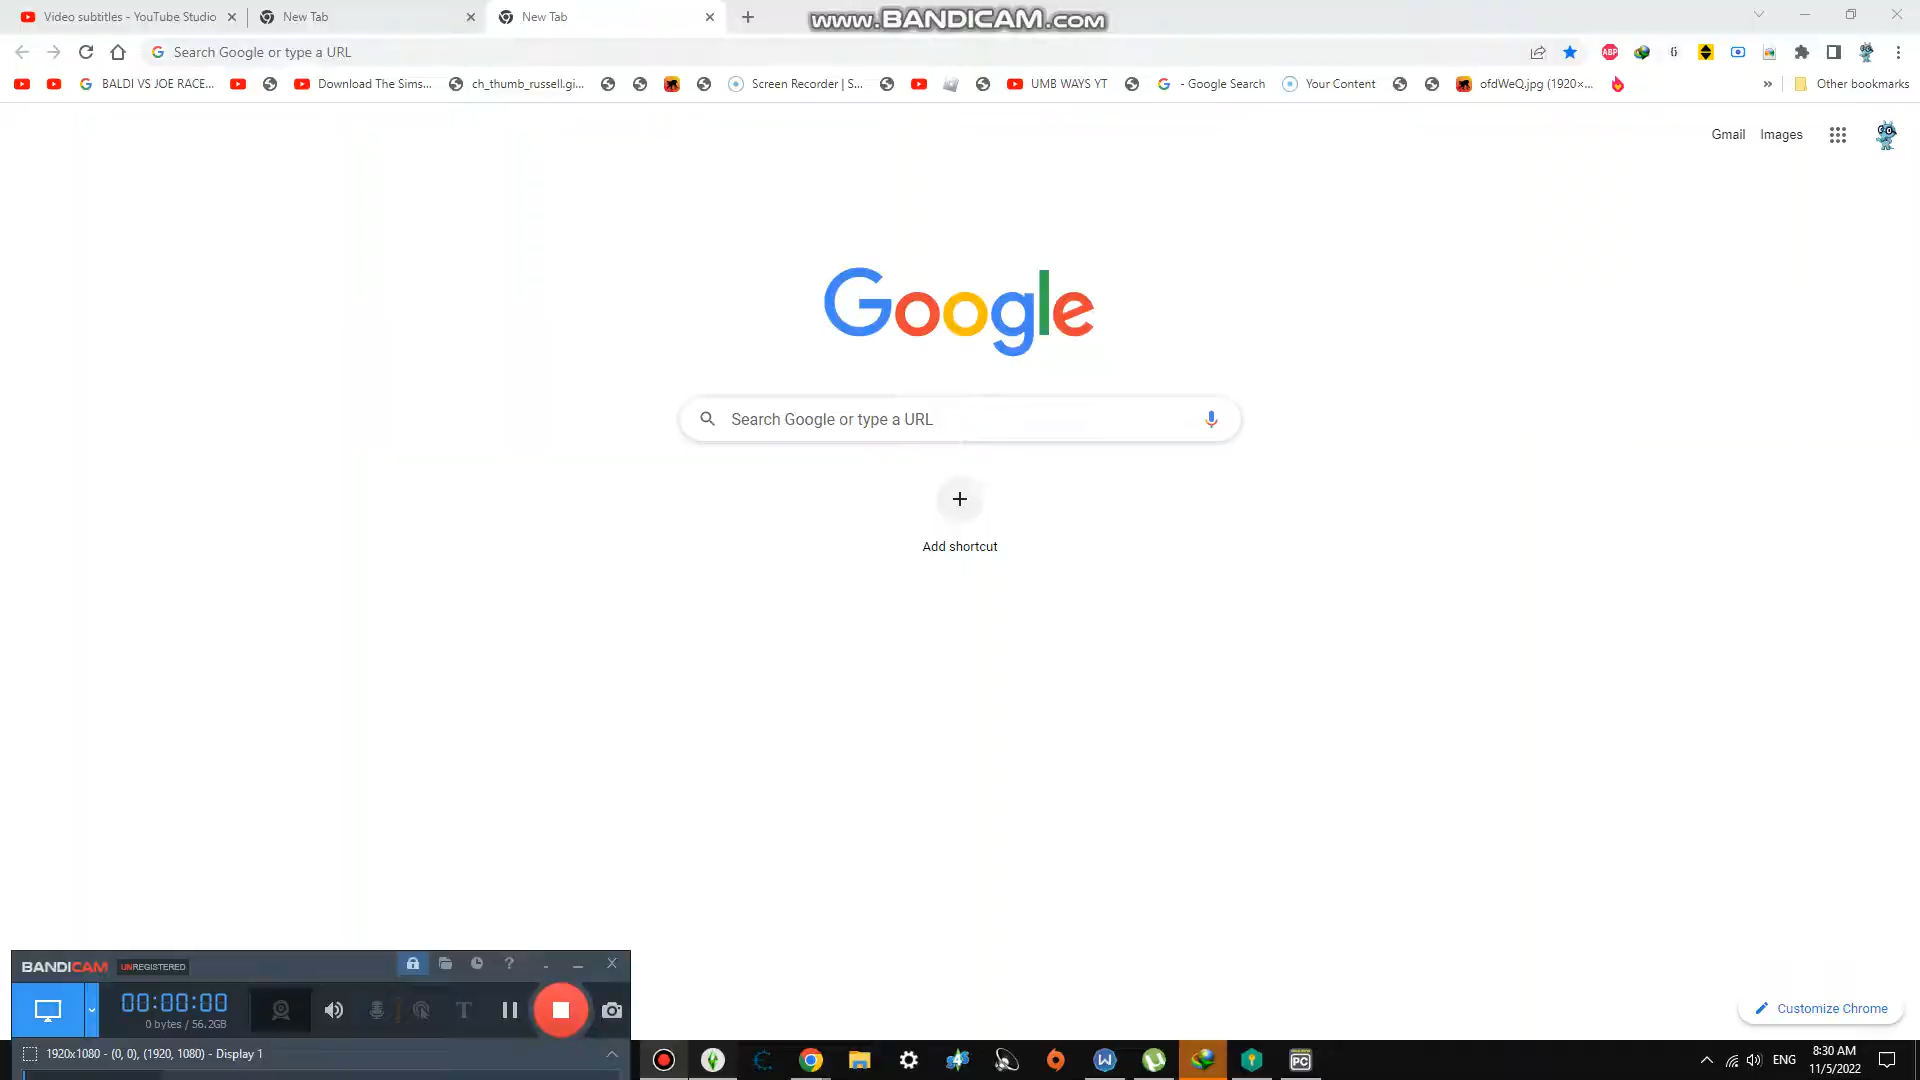 Video subtitles - YouTube Studio
New Tab
New Tab
www.BANDICAM.com
Search Google or type a URL
ABP
BALDI VS JOE RACE...
Download The Sims...
ch_thumb_russell.gi...
Screen Recorder | S...
UMB WAYS YT
- Google Search
Your Content
ofdWeQ.jpg (1920×...
»
Other bookmarks
Gmail
Images
Google
Search Google or type a URL
Add shortcut
BANDICAM
UNREGISTERED
00:00:00
0 bytes / 56.2GB
1920x1080 - (0, 0), (1920, 1080) - Display 1
Customize Chrome
PC
ENG
8:30 AM
11/5/2022